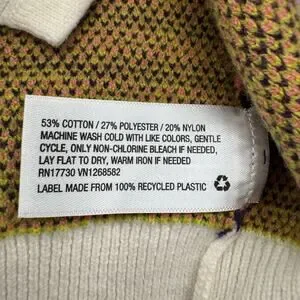 53% COTTON / 27% POLYESTER / 20% NYLON
MACHINE WASH COLD WITH LIKE COLORS, GENTLE
CYCLE, ONLY NON-CHLORINE BLEACH IF NEEDED,
LAY FLAT TO DRY, WARM IRON IF NEEDED
RN17730 VN1268582
LABEL MADE FROM 100% RECYCLED PLASTIC